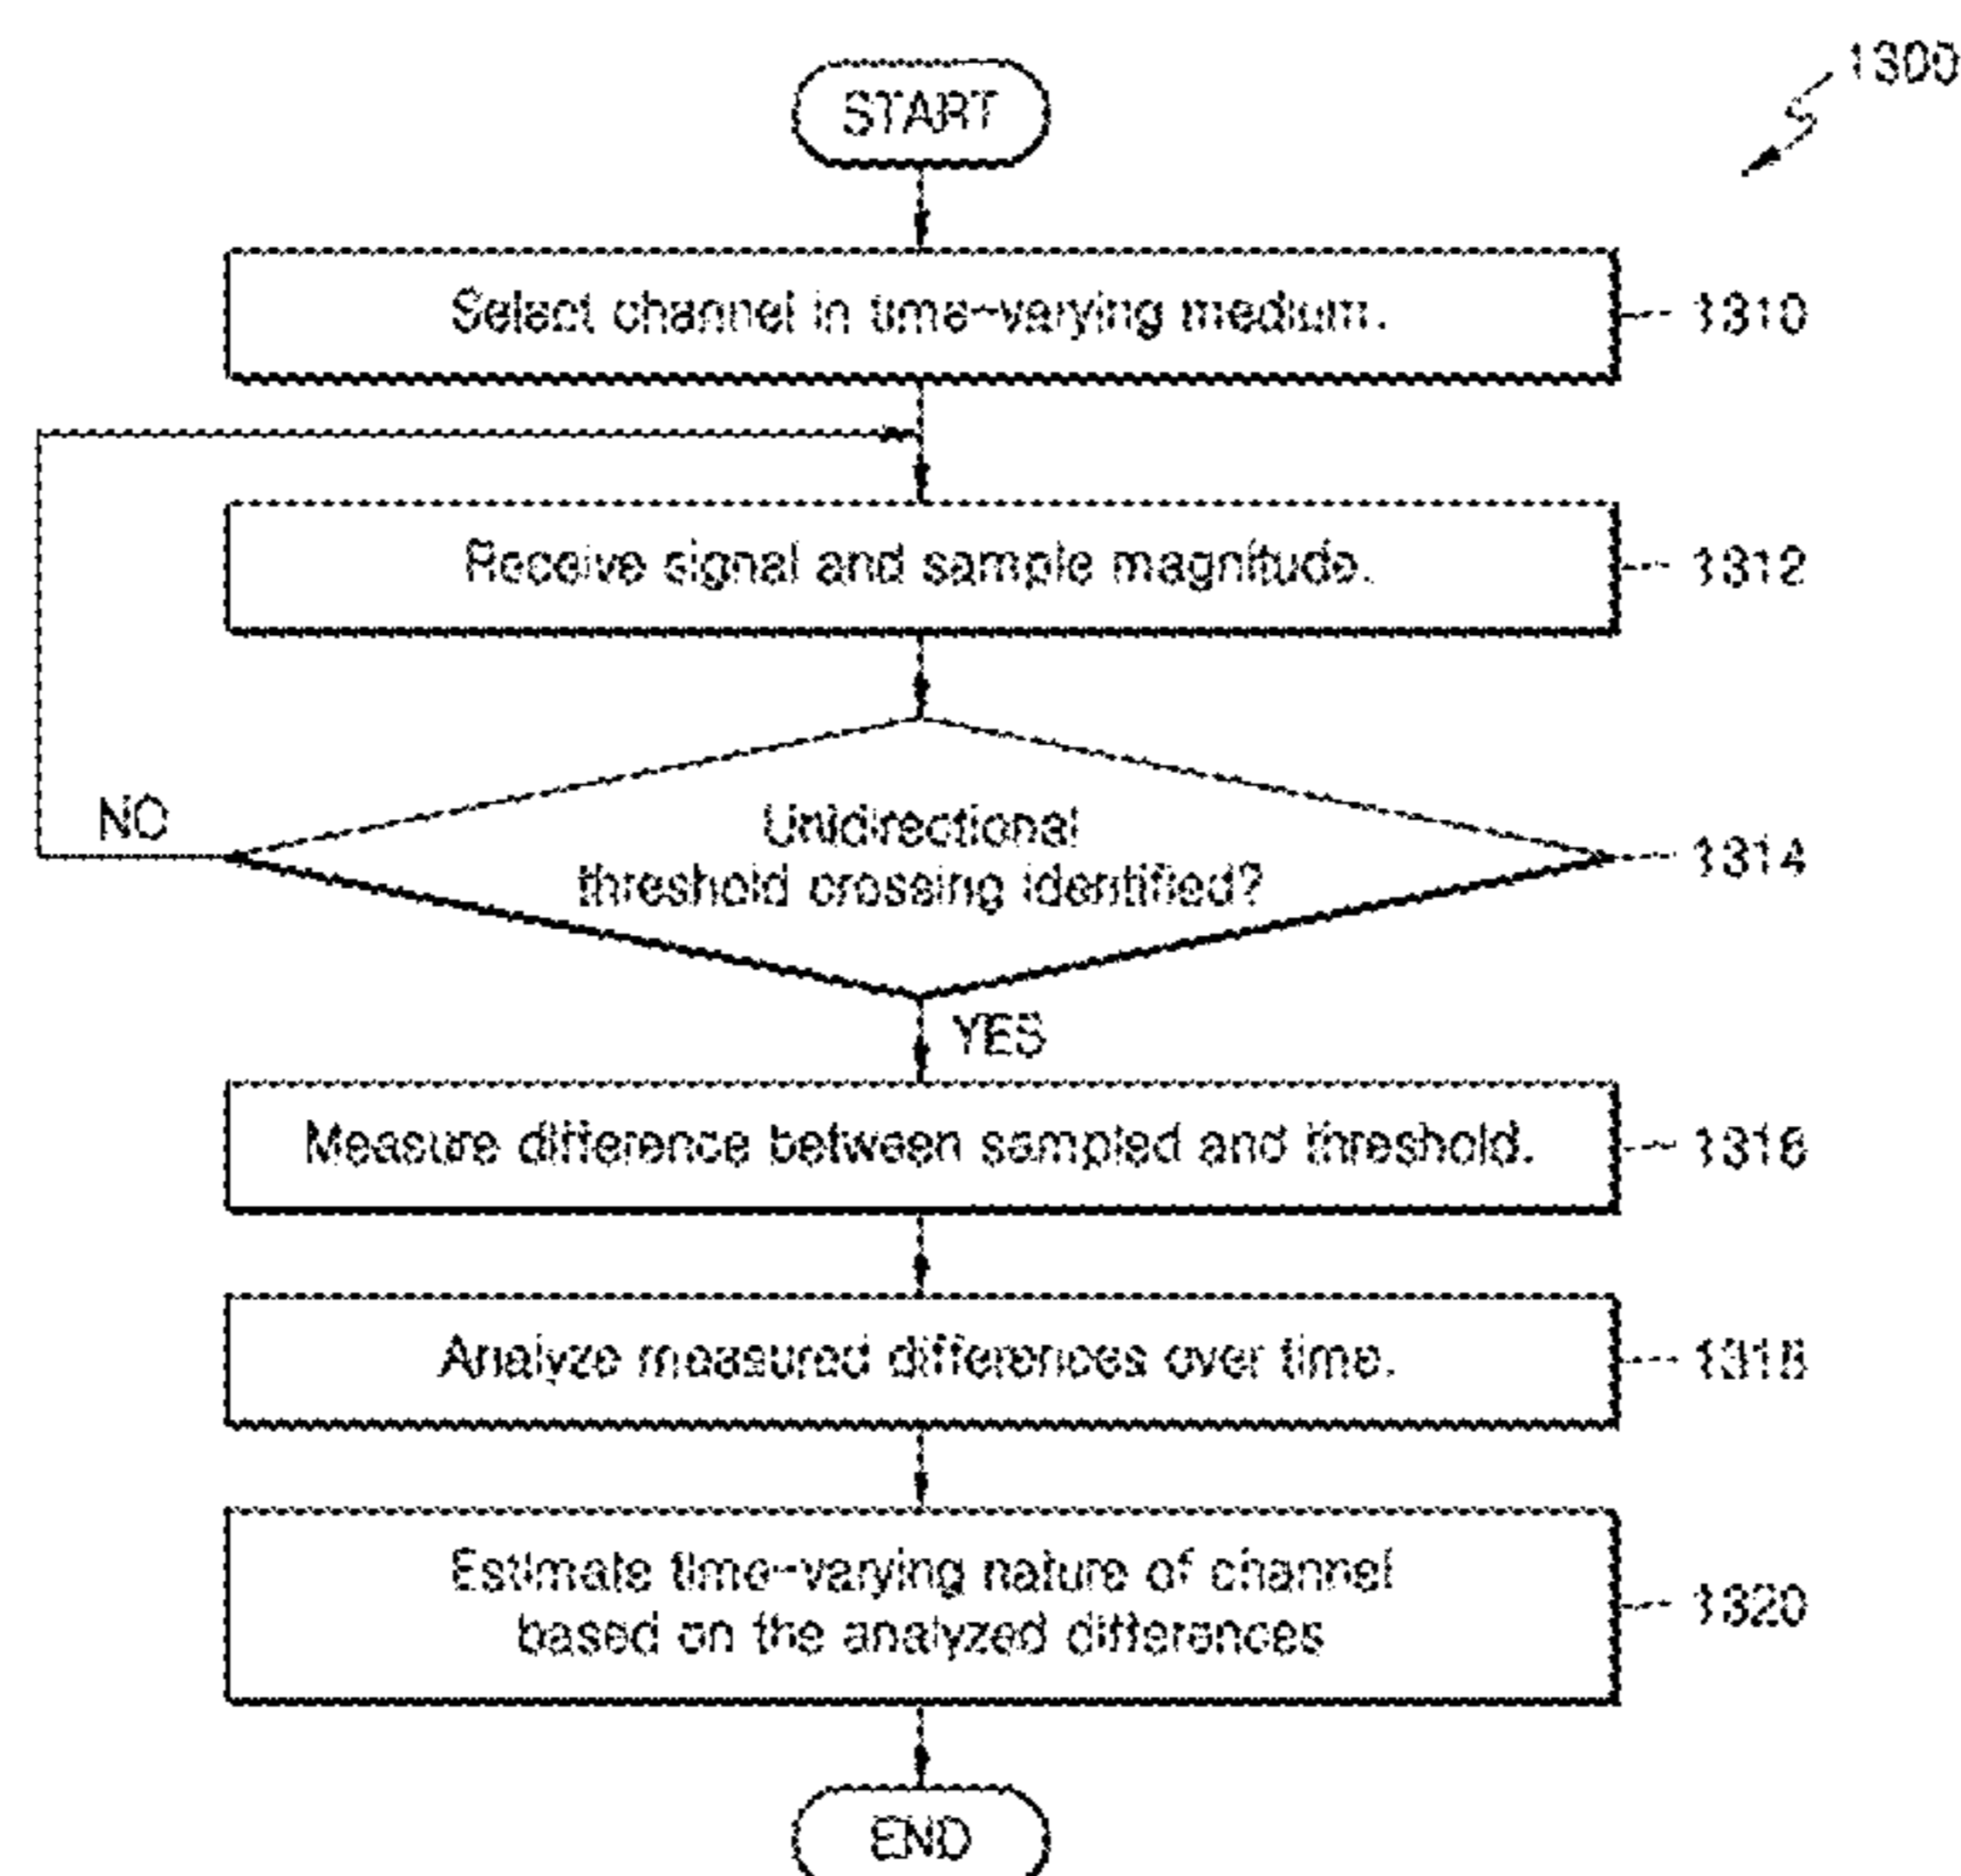 1300
START
Select channel in time-varying medium.
1310
Receive signal and sample magnitude.
1312
NO
Unidirectional
threshold crossing identified?
1314
YES
Measure difference between sampled and threshold.
1316
Analyze measured differences over time.
1318
Estimate time-varying nature of channel
based on the analyzed differences
1320
END